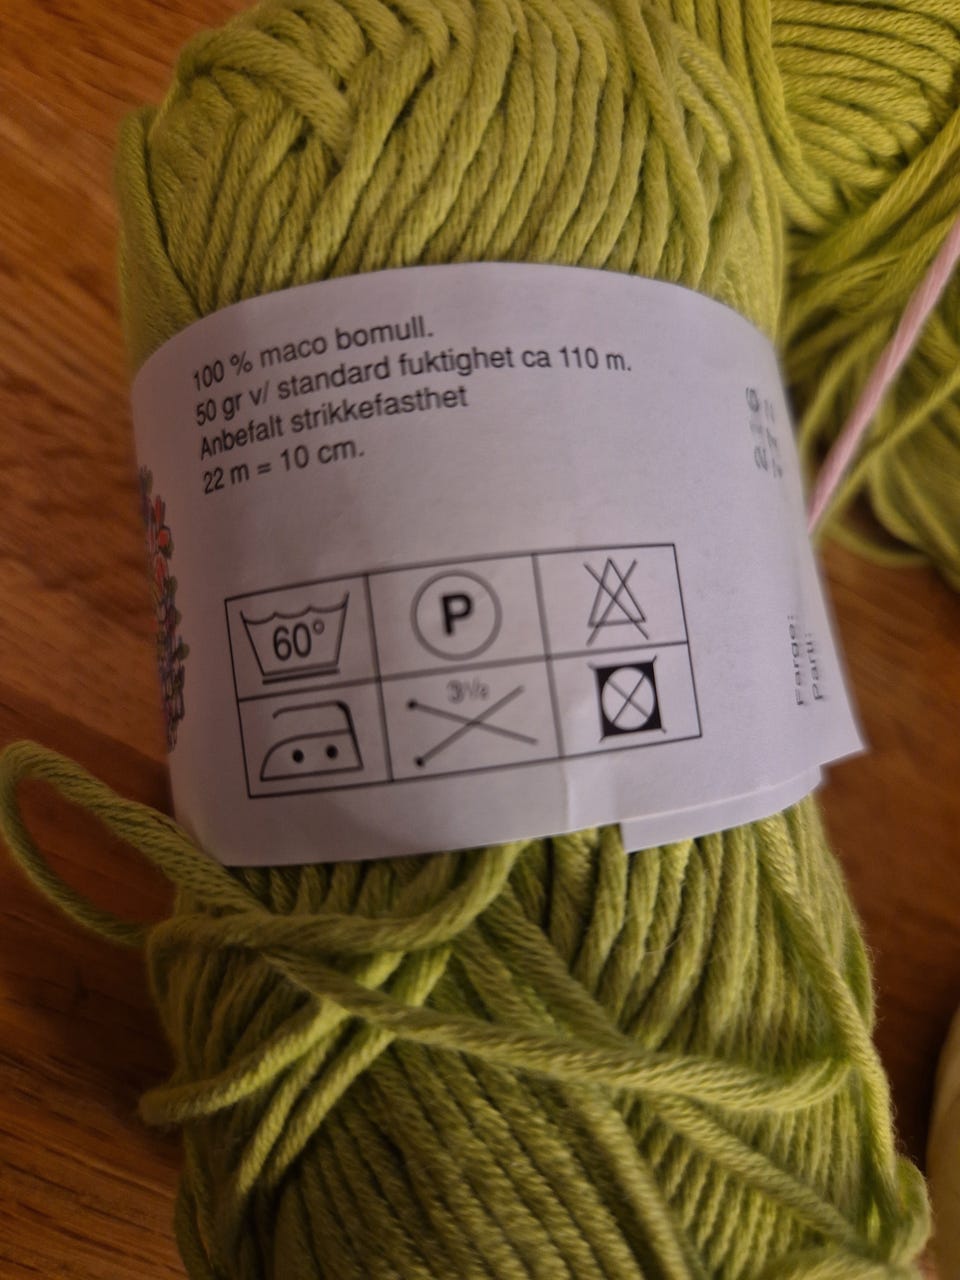 100 % maco bomull.
50 gr v/ standard fuktighet ca 110 m.
Anbefalt strikkefasthet
22 m = 10 cm.
60°
P
3½
Farge:
Parti: